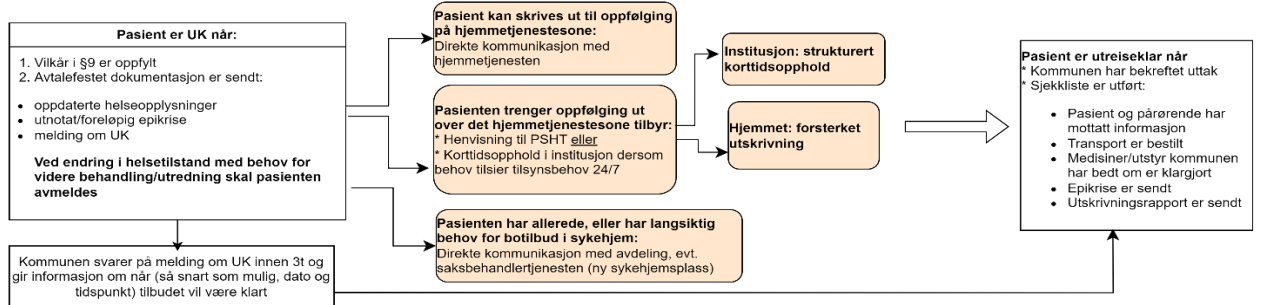 Pasient er UK når:
1. Vilkår i §9 er oppfylt
2. Avtalefestet dokumentasjon er sendt:
• oppdaterte helseopplysninger
• utnotat/foreløpig epikrise
• melding om UK
Ved endring i helsetilstand med behov for
videre behandling/utredning skal pasienten
avmeldes
Kommunen svarer på melding om UK innen 3t og
gir informasjon om når (så snart som mulig, dato og
tidspunkt) tilbudet vil være klart
Pasient kan skrives ut til oppfølging
på hjemmetjenestesone:
Direkte kommunikasjon med
hjemmetjenesten
Pasienten trenger oppfølging ut
over det hjemmetjenestesone tilbyr:
* Henvisning til PSHT eller
* Korttidsopphold i institusjon dersom
behov tilsier tilsynsbehov 24/7
Pasienten har allerede, eller har langsiktig
behov for botilbud i sykehjem:
Direkte kommunikasjon med avdeling, evt.
saksbehandlertjenesten (ny sykehjemsplass)
Institusjon: strukturert
korttidsopphold
Hjemmet: forsterket
utskrivning
Pasient er utreiseklar når
* Kommunen har bekreftet uttak
* Sjekkliste er utført:
• Pasient og pårørende har
mottatt informasjon
• Transport er bestilt
• Medisiner/utstyr kommunen
har bedt om er klargjort
• Epikrise er sendt
• Utskrivningsrapport er sendt